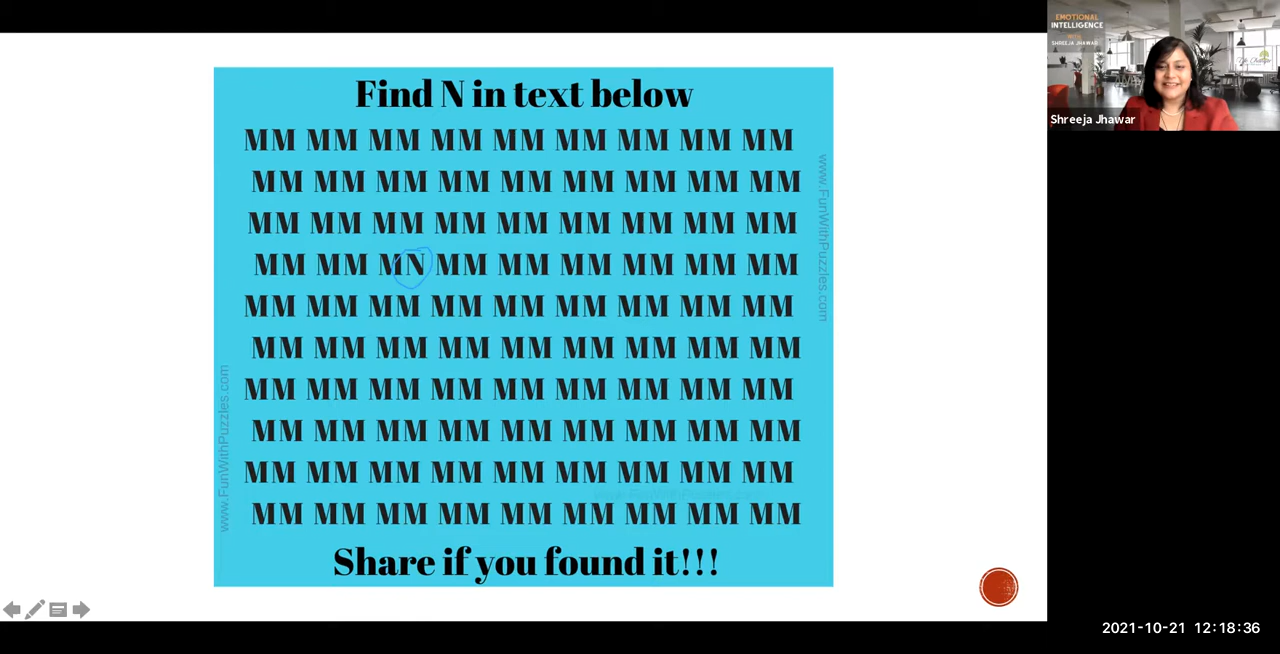 Find N in text below
MM MM MM MM MM MM MM MM MM
MM MM MM MM MM MM MM MM MM
MM MM MM MM MM MM MM MM MM
MM MM MN MM MM MM MM MM MM
MM MM MM MM MM MM MM MM MM
MM MM MM MM MM MM MM MM MM
MM MM MM MM MM MM MM MM MM
MM MM MM MM MM MM MM MM MM
MM MM MM MM MM MM MM MM MM
MM MM MM MM MM MM MM MM MM
Share if you found it!!!
www.FunWithPuzzles.com
www.FunWithPuzzles.com
EMOTIONAL
INTELLIGENCE
WITH
SHREEJA JHAWAR
Shreeja Jhawar
2021-10-21 12:18:36